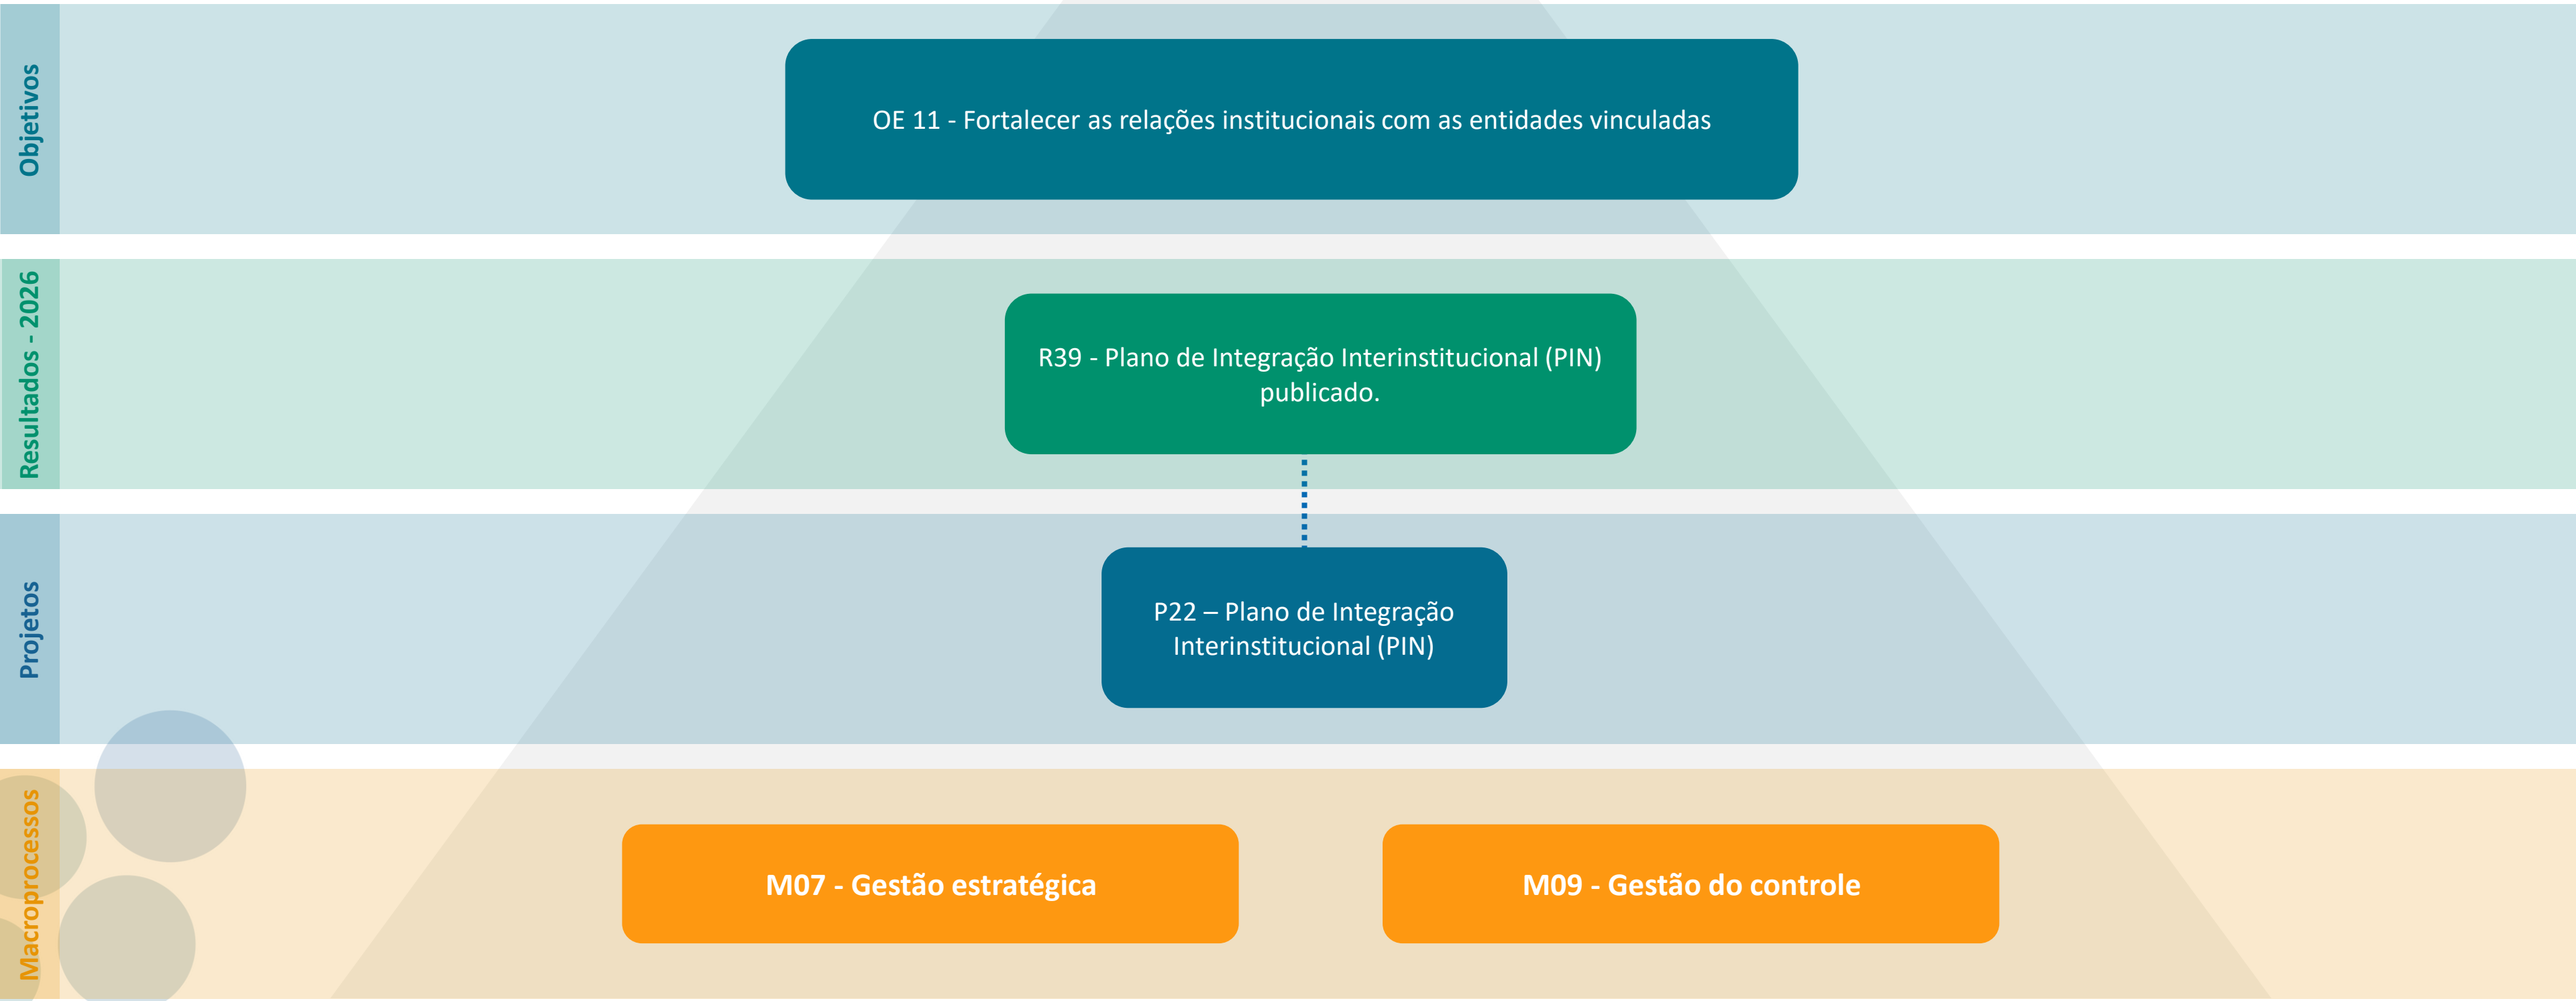 Objetivos
OE 11 - Fortalecer as relações institucionais com as entidades vinculadas
Resultados - 2026
R39 - Plano de Integração Interinstitucional (PIN)
publicado.
Projetos
P22 – Plano de Integração
Interinstitucional (PIN)
Macroprocessos
M07 - Gestão estratégica
M09 - Gestão do controle